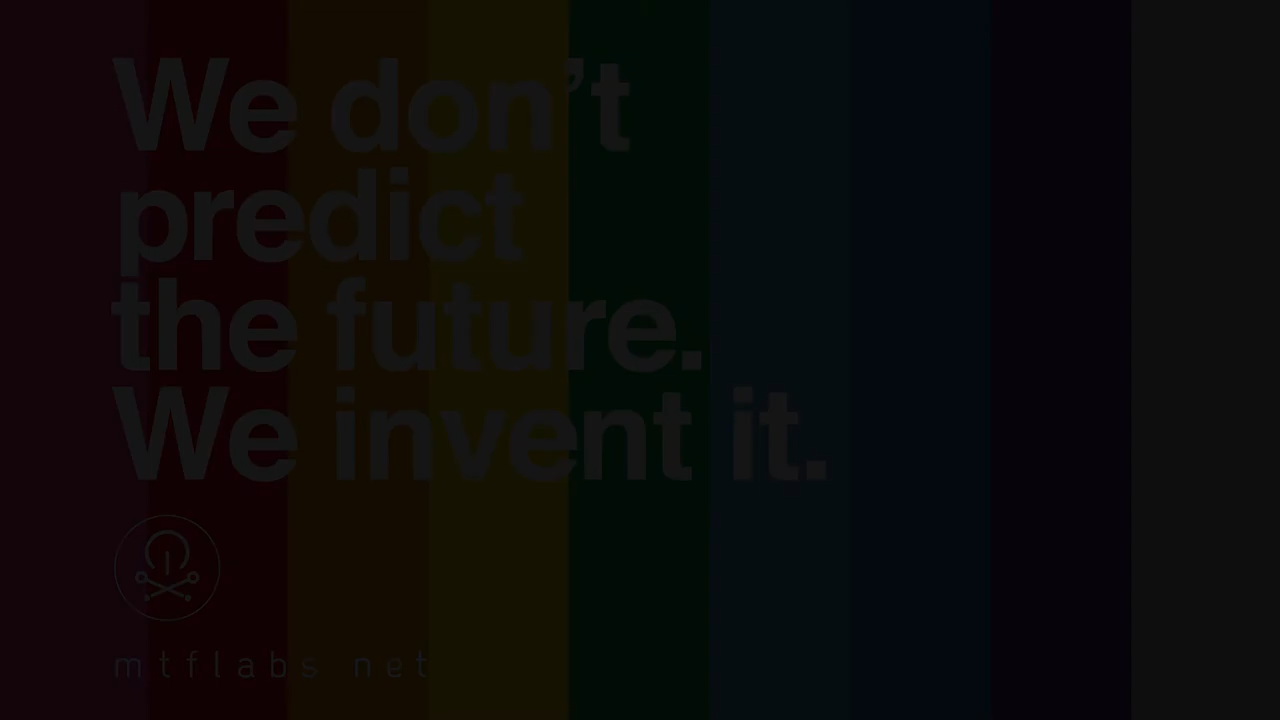 We don’t
predict
the future.
We invent it.
mtflabs net